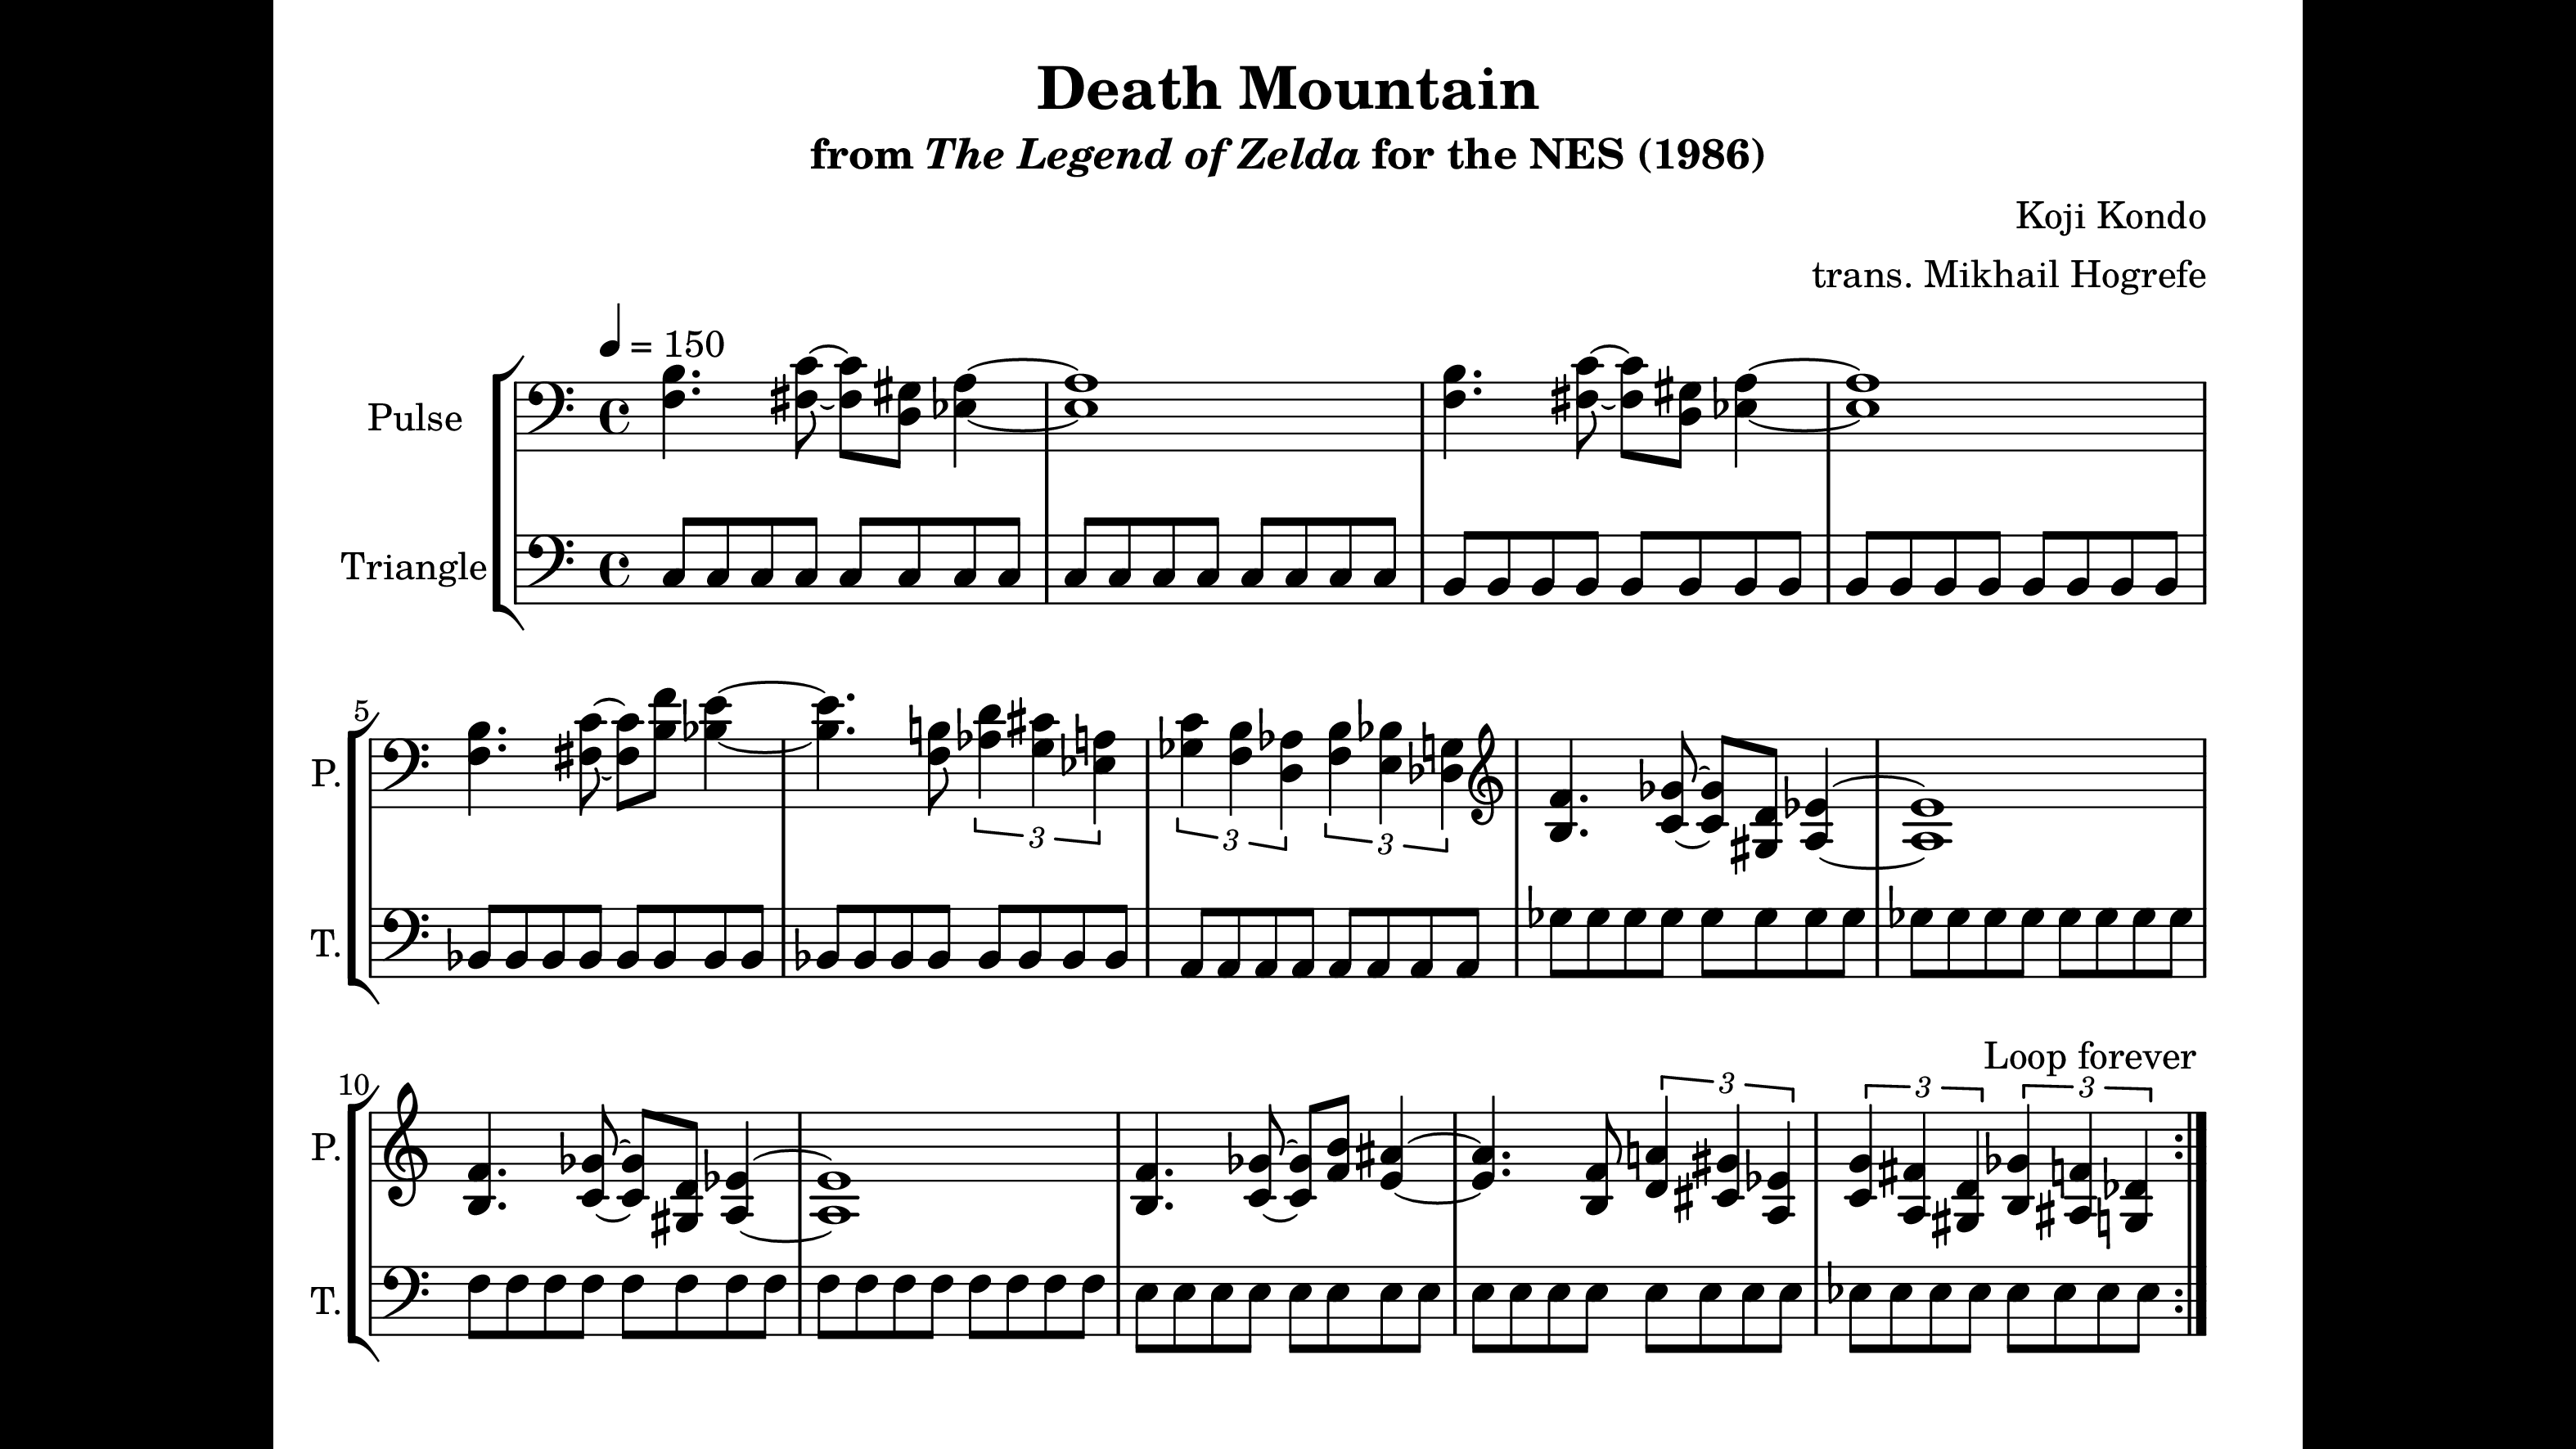 Death Mountain
from The Legend of Zelda for the NES (1986)
Koji Kondo
trans. Mikhail Hogrefe
= 150
Pulse
Triangle
5
P.
3
3
3
T.
Loop forever
10
3
3
3
P.
T.